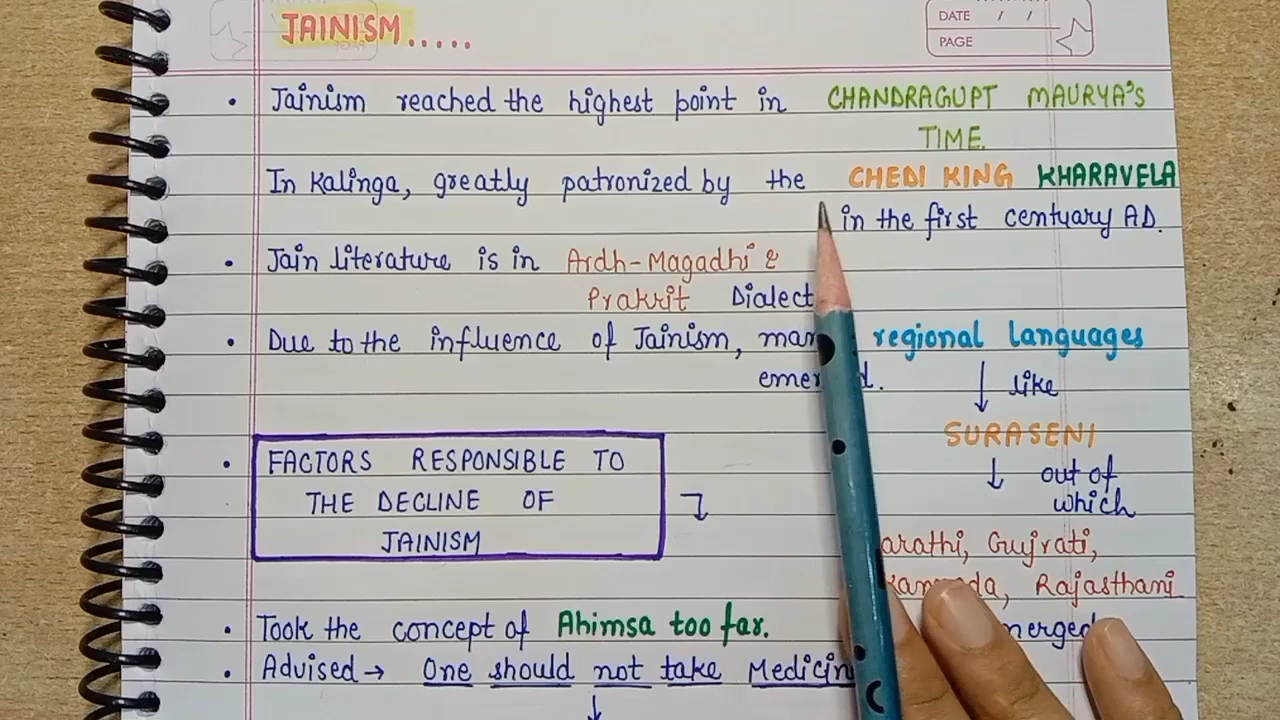 JAINISM.....
DATE / /
PAGE
• Jainism reached the highest point in CHANDRAGUPT MAURYA's
TIME.
In Kalinga, greatly patronized by the CHEDI KING KHARAVELA
in the first centuary AD.
• Jain literature is in Ardh-Magadhi &
Prakrit Dialect
• Due to the influence of Jainism, regional languages
like
SURASENI
• FACTORS RESPONSIBLE TO
THE DECLINE OF
JAINISM
out of
which
Gujrati,
Rajasthani
• Took the concept of Ahimsa too far.
• Advised → One should not take